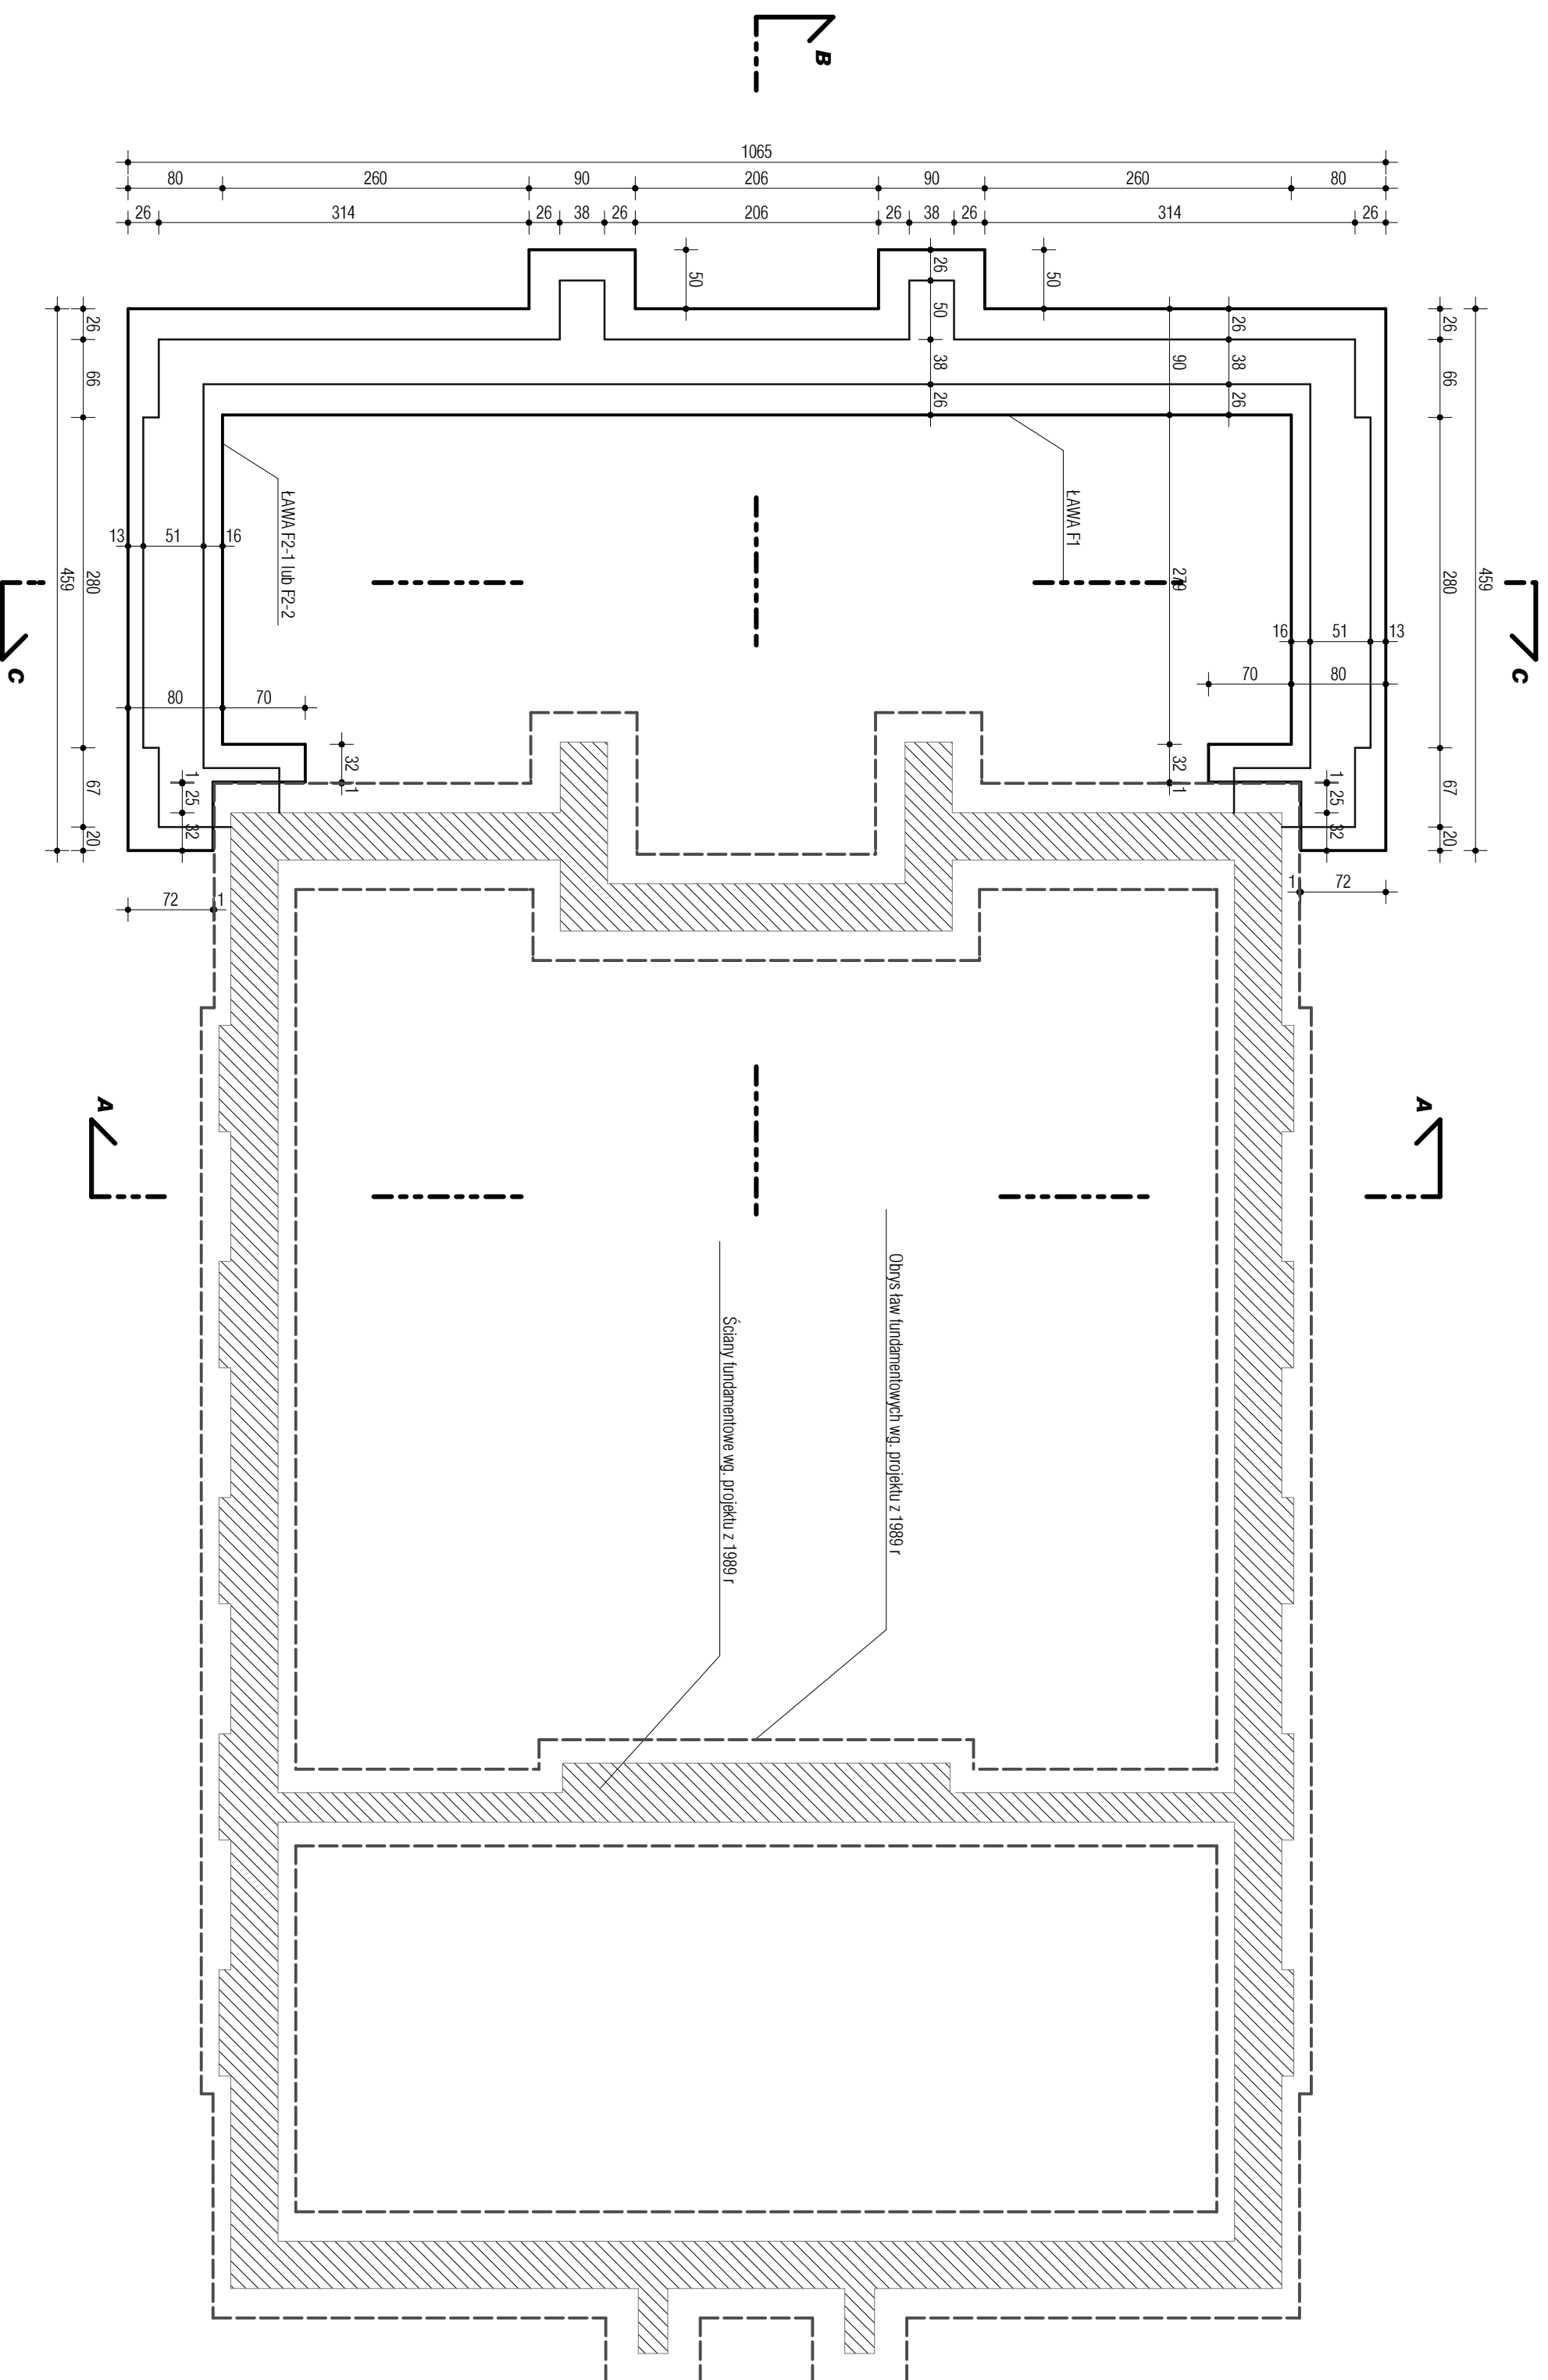 B
1065
80 260 90 206 90 260 80
26 314 26 38 26 206 26 38 26 314 26
50
26
50
38
26
50
90
279
32
1
26
38
26
26
66
280
67
20
459
26
66
280
67
20
459
13 51 16
16 51 13
80 70
70 80
32
1
1
25
32
1
25
32
72 1
1 72
ŁAWA F1
ŁAWA F2-1 lub F2-2
C
C
A
A
Obrys ław fundamentowych wg. projektu z 1989 r
Ściany fundamentowe wg. projektu z 1989 r